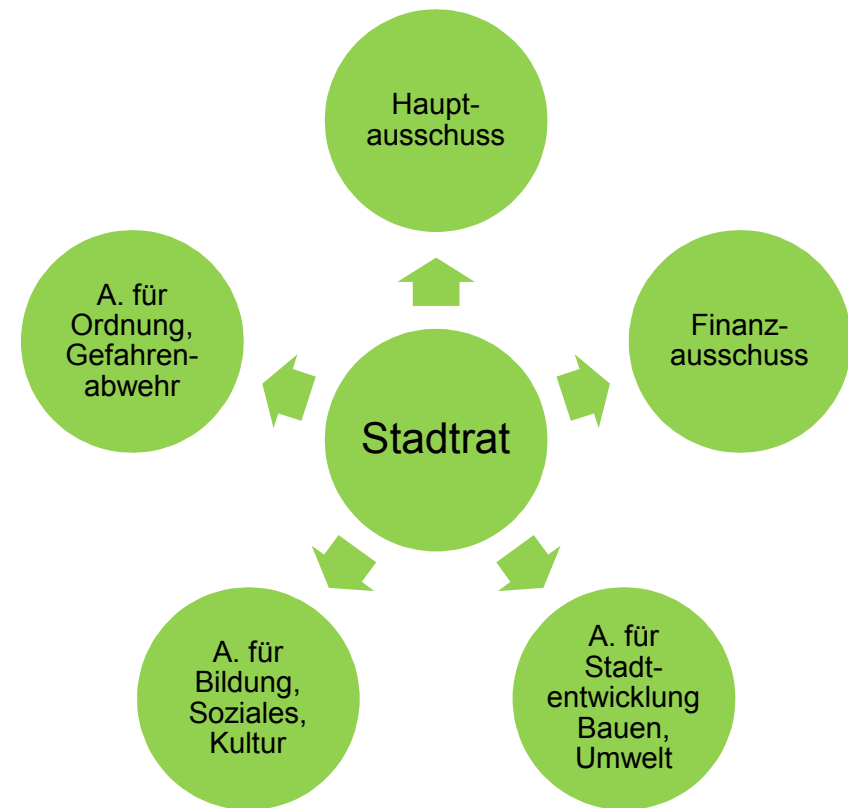 Haupt-
ausschuss
A. für
Ordnung,
Gefahren-
abwehr
Finanz-
ausschuss
Stadtrat
A. für
Bildung,
Soziales,
Kultur
A. für
Stadt-
entwicklung
Bauen,
Umwelt